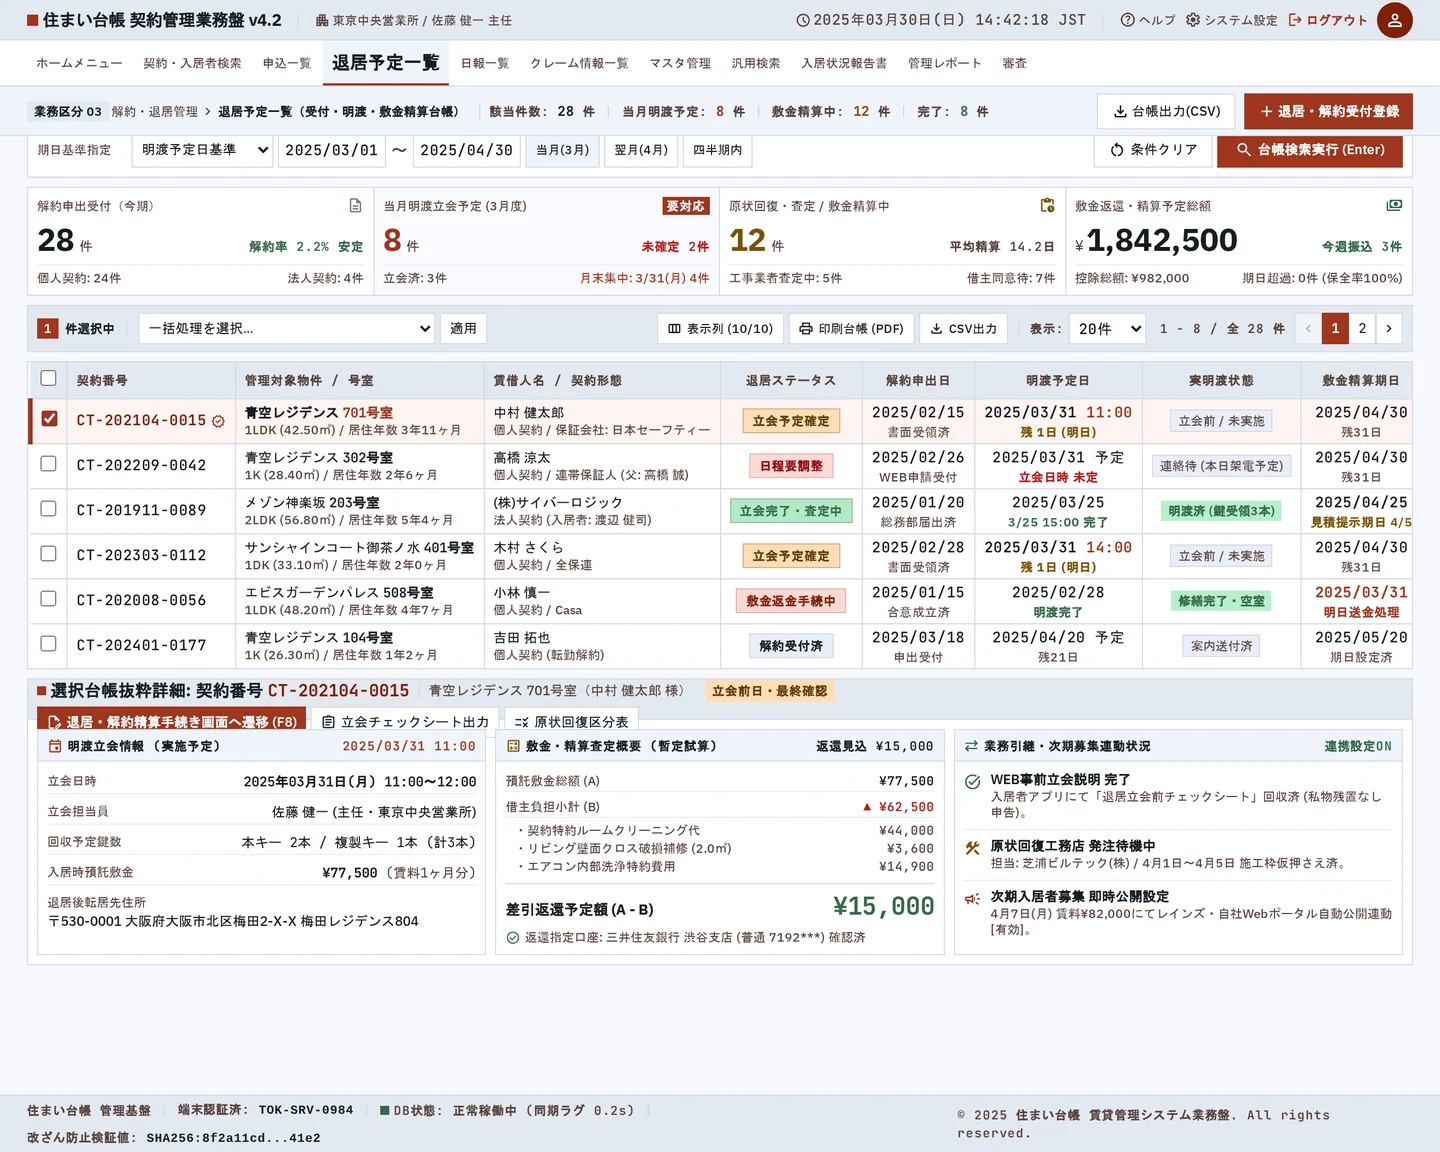 住まい台帳 契約管理業務盤 v4.2
東京中央営業所 / 佐藤 健一 主任
2025年03月30日(日) 14:42:18 JST
ヘルプ
システム設定
ログアウト
ホームメニュー
契約・入居者検索
申込一覧
退居予定一覧
日報一覧
クレーム情報一覧
マスタ管理
汎用検索
入居状況報告書
管理レポート
審査
業務区分 03
解約・退居管理 > 退居予定一覧（受付・明渡・敷金精算台帳）
該当件数: 28 件
当月明渡予定: 8 件
敷金精算中: 12 件
完了: 8 件
台帳出力(CSV)
+ 退居・解約受付登録
期日基準指定
明渡予定日基準
2025/03/01 〜 2025/04/30
当月(3月)
翌月(4月)
四半期内
条件クリア
台帳検索実行 (Enter)
解約申出受付（今期）
28 件
解約率 2.2% 安定
個人契約: 24件
法人契約: 4件
当月明渡立会予定 (3月度)
要対応
8 件
未確定 2件
立会済: 3件
月末集中: 3/31(月) 4件
原状回復・査定 / 敷金精算中
12 件
平均精算 14.2日
工事業者査定中: 5件
借主同意待: 7件
敷金返還・精算予定総額
¥1,842,500
今週振込 3件
控除総額: ¥982,000
期日超過: 0件 (保全率100%)
1 件選択中
一括処理を選択...
適用
表示列 (10/10)
印刷台帳 (PDF)
CSV出力
表示:
20件
1 - 8 / 全 28 件
‹ 1 2 ›
契約番号
管理対象物件 / 号室
賃借人名 / 契約形態
退居ステータス
解約申出日
明渡予定日
実明渡状態
敷金精算期日
CT-202104-0015
青空レジデンス 701号室
1LDK (42.50㎡) / 居住年数 3年11ヶ月
中村 健太郎
個人契約 / 保証会社: 日本セーフティー
立会予定確定
2025/02/15
書面受領済
2025/03/31 11:00
残 1日 (明日)
立会前 / 未実施
2025/04/30
残31日
CT-202209-0042
青空レジデンス 302号室
1K (28.40㎡) / 居住年数 2年6ヶ月
高橋 涼太
個人契約 / 連帯保証人 (父: 高橋 誠)
日程要調整
2025/02/26
WEB申請受付
2025/03/31 予定
立会日時 未定
連絡待 (本日架電予定)
2025/04/30
残31日
CT-201911-0089
メゾン神楽坂 203号室
2LDK (56.80㎡) / 居住年数 5年4ヶ月
(株)サイバーロジック
法人契約 (入居者: 渡辺 健司)
立会完了・査定中
2025/01/20
総務部届出済
2025/03/25
3/25 15:00 完了
明渡済 (鍵受領3本)
2025/04/25
見積提示期日 4/5
CT-202303-0112
サンシャインコート御茶ノ水 401号室
1DK (33.10㎡) / 居住年数 2年0ヶ月
木村 さくら
個人契約 / 全保連
立会予定確定
2025/02/28
書面受領済
2025/03/31 14:00
残 1日 (明日)
立会前 / 未実施
2025/04/30
残31日
CT-202008-0056
エビスガーデンパレス 508号室
1LDK (48.20㎡) / 居住年数 4年7ヶ月
小林 慎一
個人契約 / Casa
敷金返金手続中
2025/01/15
合意成立済
2025/02/28
明渡完了
修繕完了・空室
2025/03/31
明日送金処理
CT-202401-0177
青空レジデンス 104号室
1K (26.30㎡) / 居住年数 1年2ヶ月
吉田 拓也
個人契約 (転勤解約)
解約受付済
2025/03/18
申出受付
2025/04/20 予定
残21日
案内送付済
2025/05/20
期日設定済
選択台帳抜粋詳細: 契約番号 CT-202104-0015
青空レジデンス 701号室（中村 健太郎 様）
立会前日・最終確認
退居・解約精算手続き画面へ遷移 (F8)
立会チェックシート出力
原状回復区分表
明渡立会情報 (実施予定)
2025/03/31 11:00
立会日時
2025年03月31日(月) 11:00〜12:00
立会担当員
佐藤 健一 (主任・東京中央営業所)
回収予定鍵数
本キー 2本 / 複製キー 1本 (計3本)
入居時預託敷金
¥77,500 (賃料1ヶ月分)
退居後転居先住所
〒530-0001 大阪府大阪市北区梅田2-X-X 梅田レジデンス804
敷金・精算査定概要 (暫定試算)
返還見込 ¥15,000
預託敷金総額 (A)
¥77,500
借主負担小計 (B)
▲ ¥62,500
・契約特約ルームクリーニング代
¥44,000
・リビング壁面クロス破損補修 (2.0㎡)
¥3,600
・エアコン内部洗浄特約費用
¥14,900
差引返還予定額 (A - B)
¥15,000
返還指定口座: 三井住友銀行 渋谷支店 (普通 7192***) 確認済
業務引継・次期募集連動状況
連携設定ON
WEB事前立会説明 完了
入居者アプリにて「退居立会前チェックシート」回収済 (私物残置なし
申告)。
原状回復工務店 発注待機中
担当: 芝浦ビルテック(株) / 4月1日〜4月5日 施工枠仮押さえ済。
次期入居者募集 即時公開設定
4月7日(月) 賃料¥82,000にてレインズ・自社Webポータル自動公開連動
[有効]。
住まい台帳 管理基盤
端末認証済: TOK-SRV-0984
DB状態: 正常稼働中 (同期ラグ 0.2s)
改ざん防止検証値: SHA256:8f2a11cd...41e2
© 2025 住まい台帳 賃貸管理システム業務盤. All rights
reserved.